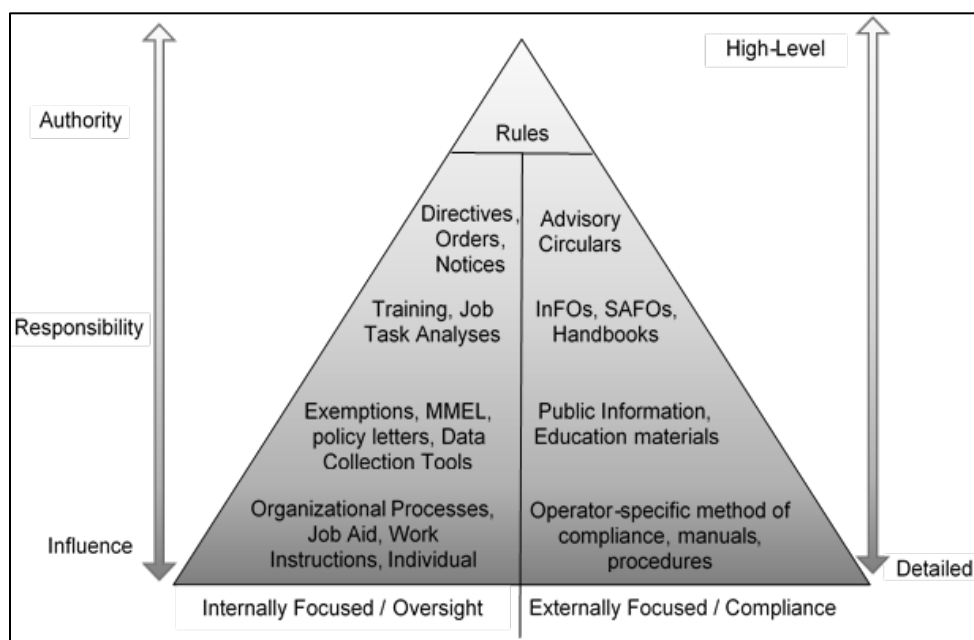 High-Level
Authority
Rules
Directives,
Orders,
Notices
Advisory
Circulars
Responsibility
Training, Job
Task Analyses
InFOs, SAFOs,
Handbooks
Exemptions, MMEL,
policy letters, Data
Collection Tools
Public Information,
Education materials
Influence
Organizational Processes,
Job Aid, Work
Instructions, Individual
Operator-specific method of
compliance, manuals,
procedures
Detailed
Internally Focused / Oversight
Externally Focused / Compliance